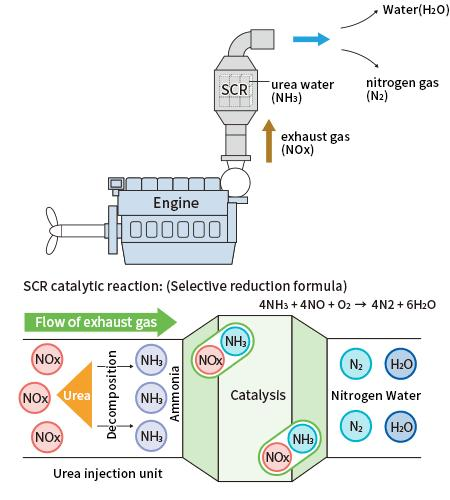 Water(H₂O)
SCR
urea water
(NH₃)
nitrogen gas
(N₂)
exhaust gas
(NOx)
Engine
SCR catalytic reaction: (Selective reduction formula)
4NH₃ + 4NO + O₂ → 4N2 + 6H₂O
Flow of exhaust gas
NOx
NOx
NOx
Urea
Decomposition
NH₃
NH₃
NH₃
Ammonia
NOx
NH₃
Catalysis
NOx
NH₃
N₂
H₂O
Nitrogen Water
N₂
H₂O
Urea injection unit